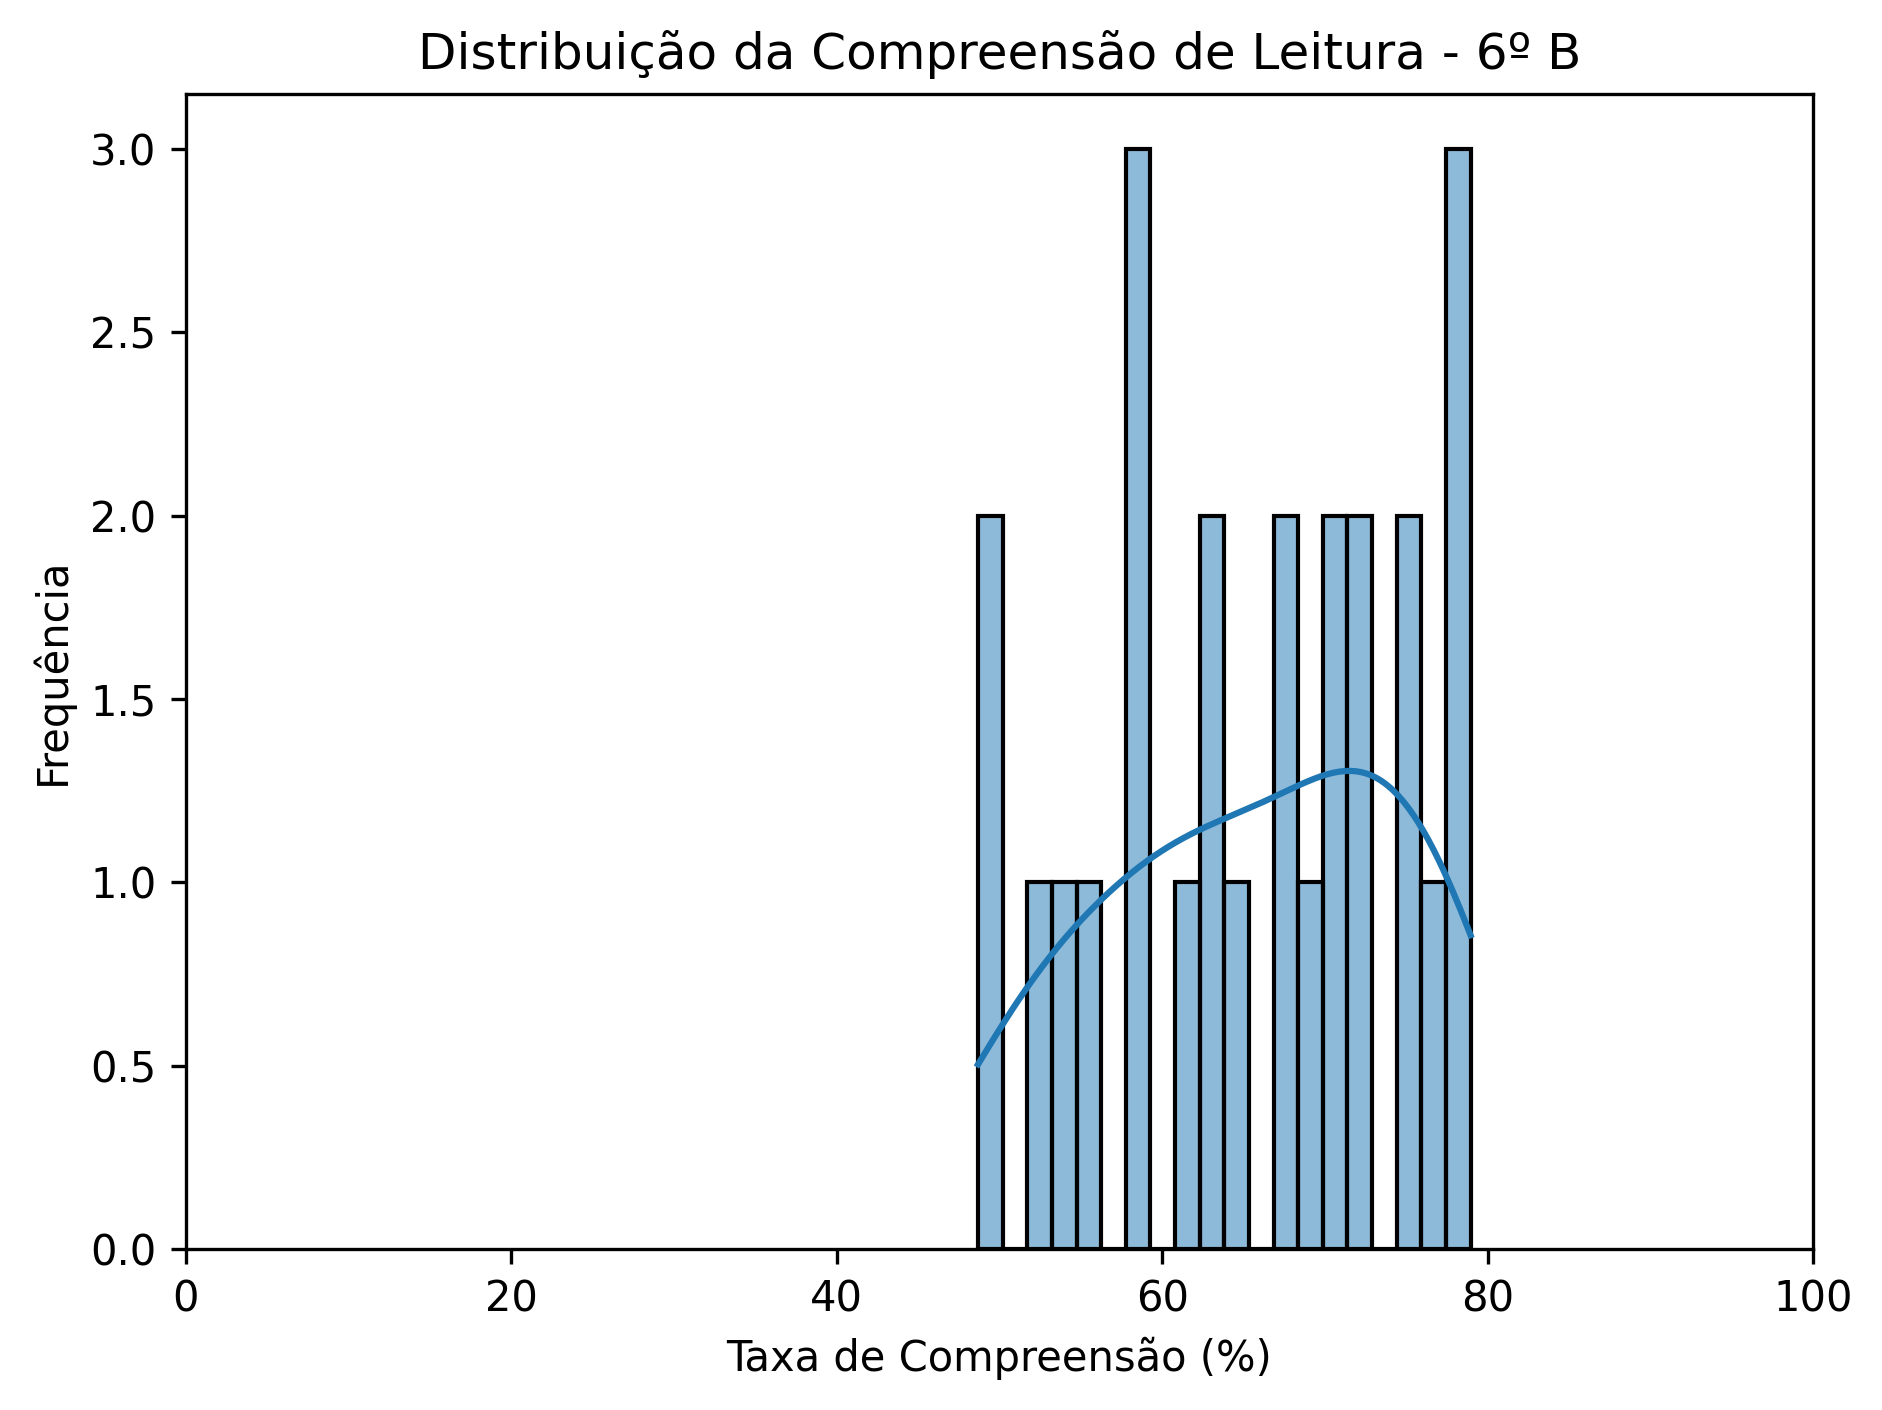 Distribuição da Compreensão de Leitura - 6º B
3.0
2.5
2.0
1.5
1.0
0.5
0.0
Frequência
0 20 40 60 80 100
Taxa de Compreensão (%)